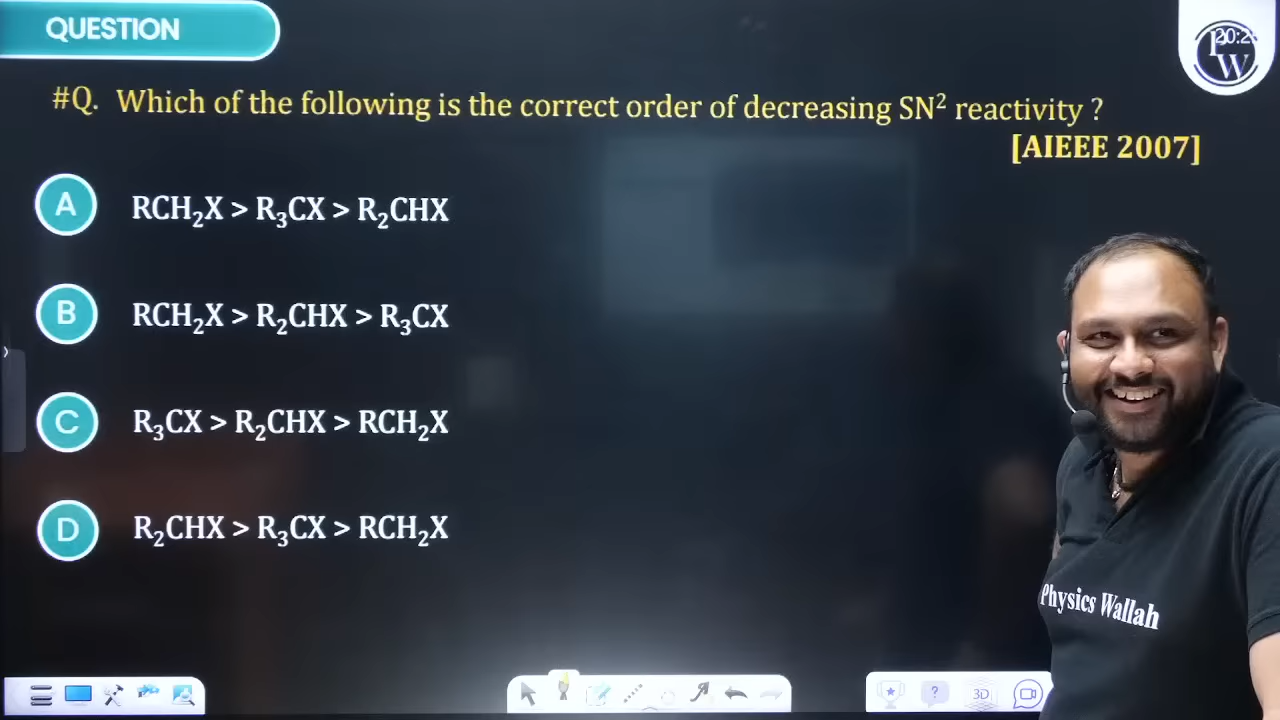 QUESTION
#Q. Which of the following is the correct order of decreasing SN² reactivity ?
[AIEEE 2007]
A RCH₂X > R₃CX > R₂CHX
B RCH₂X > R₂CHX > R₃CX
C R₃CX > R₂CHX > RCH₂X
D R₂CHX > R₃CX > RCH₂X
Physics Wallah
? 3D